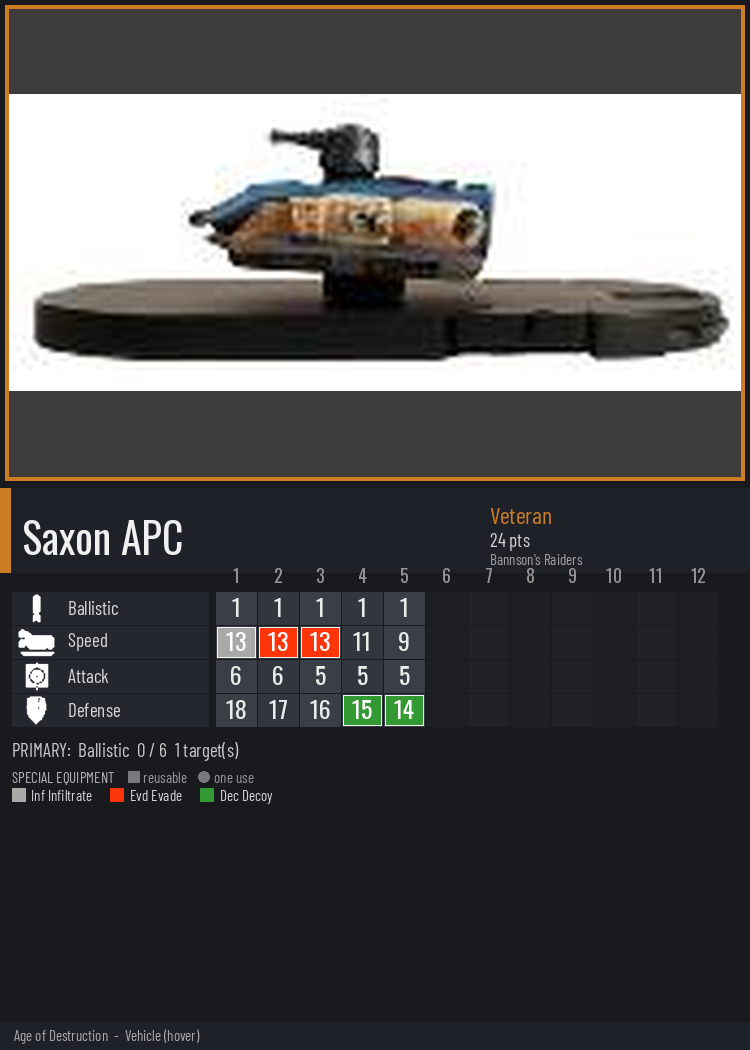 Saxon APC
Veteran
24 pts
Bannson's Raiders
1 2 3 4 5 6 7 8 9 10 11 12
Ballistic 1 1 1 1 1
Speed 13 13 13 11 9
Attack 6 6 5 5 5
Defense 18 17 16 15 14
PRIMARY: Ballistic 0 / 6 1 target(s)
SPECIAL EQUIPMENT reusable one use
Inf Infiltrate Evd Evade Dec Decoy
Age of Destruction - Vehicle (hover)